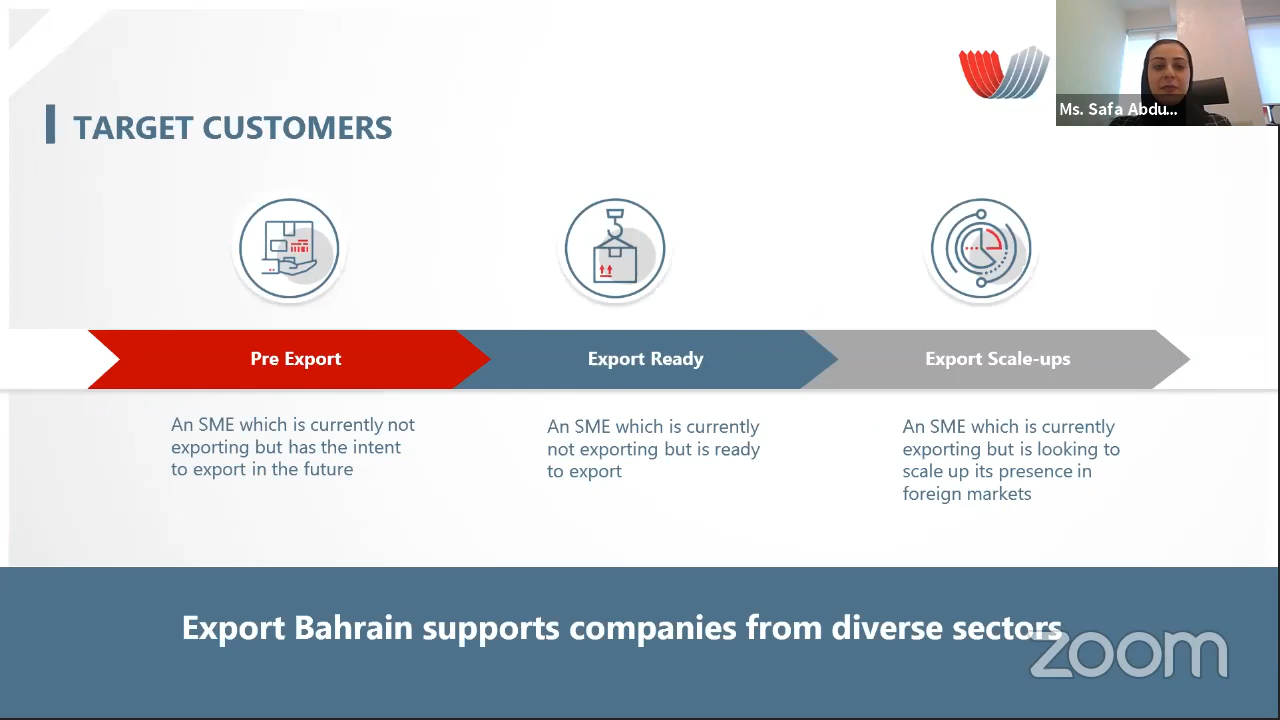 Ms. Safa Abdu...
TARGET CUSTOMERS
Pre Export
Export Ready
Export Scale-ups
An SME which is currently not
exporting but has the intent
to export in the future
An SME which is currently
not exporting but is ready
to export
An SME which is currently
exporting but is looking to
scale up its presence in
foreign markets
Export Bahrain supports companies from diverse sectors
zoom